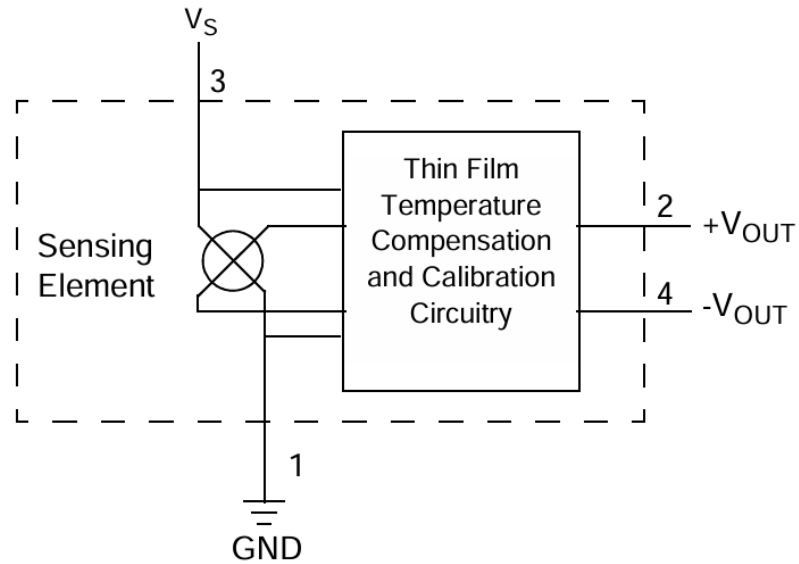 VS
3
Thin Film
Temperature
Compensation
and Calibration
Circuitry
Sensing
Element
2
+VOUT
4
-VOUT
1
GND